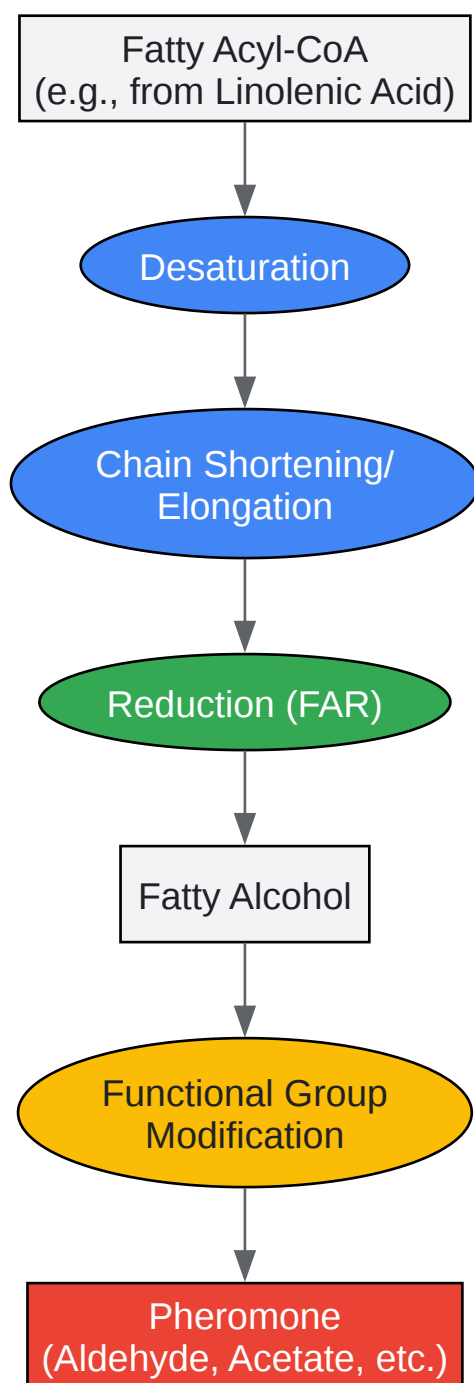 Fatty Acyl-CoA
(e.g., from Linolenic Acid)
Desaturation
Chain Shortening/
Elongation
Reduction (FAR)
Fatty Alcohol
Functional Group
Modification
Pheromone
(Aldehyde, Acetate, etc.)